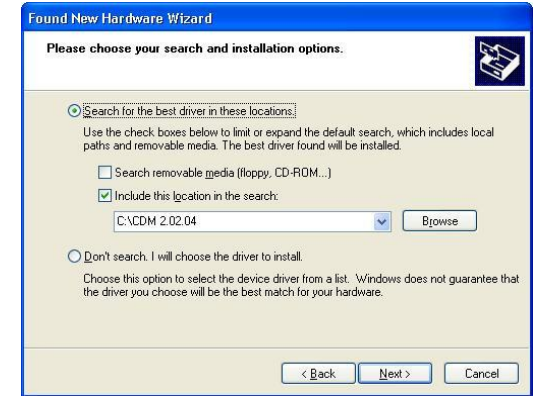 Found New Hardware Wizard
Please choose your search and installation options.
Search for the best driver in these locations.
Use the check boxes below to limit or expand the default search, which includes local
paths and removable media. The best driver found will be installed.
Search removable media (floppy, CD-ROM...)
Include this location in the search:
C:\CDM 2.02.04
Browse
Don't search. I will choose the driver to install.
Choose this option to select the device driver from a list. Windows does not guarantee that
the driver you choose will be the best match for your hardware.
< Back
Next >
Cancel